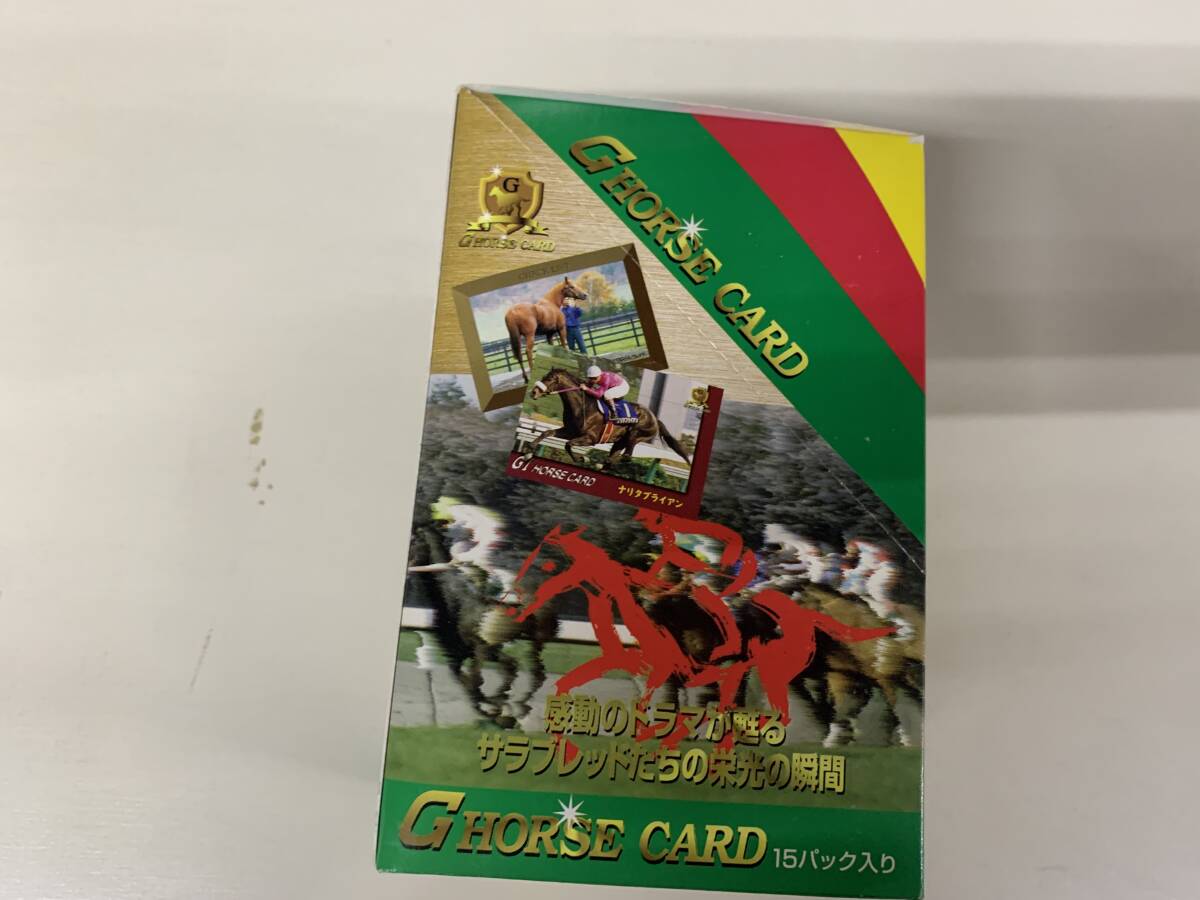 G HORSE CARD
G
G HORSE CARD
CHECK LIST
G1 HORSE CARD
ナリタブライアン
感動のドラマが甦る
サラブレッドたちの栄光の瞬間
G HORSE CARD 15パック入り